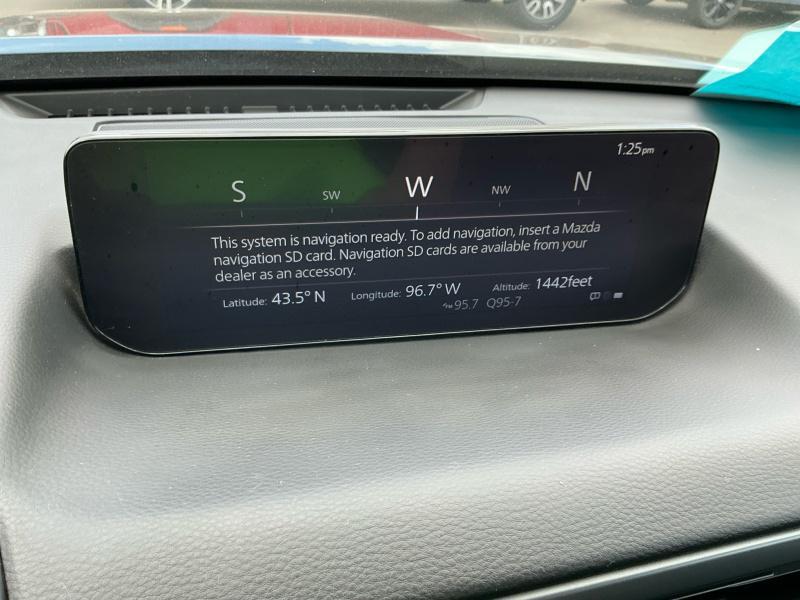 1:25pm
S SW W NW N
This system is navigation ready. To add navigation, insert a Mazda
navigation SD card. Navigation SD cards are available from your
dealer as an accessory.
Latitude: 43.5° N Longitude: 96.7° W Altitude: 1442feet
FM 95.7 Q95-7